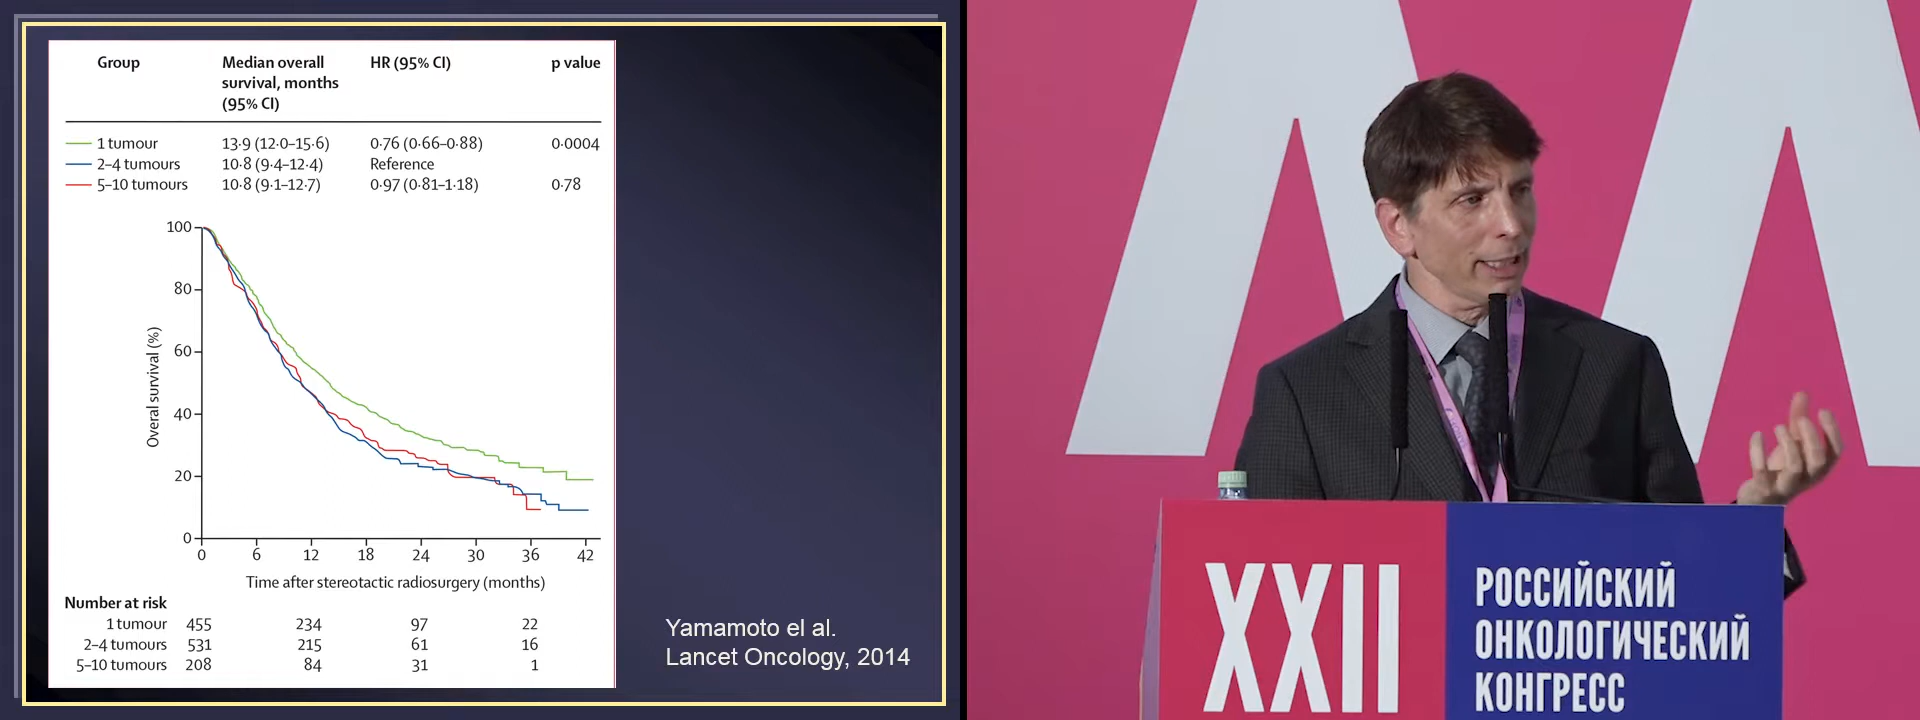 Group Median overall survival, months (95% CI) HR (95% CI) p value
1 tumour 13·9 (12·0–15·6) 0·76 (0·66–0·88) 0·0004
2–4 tumours 10·8 (9·4–12·4) Reference
5–10 tumours 10·8 (9·1–12·7) 0·97 (0·81–1·18) 0·78
100
80
60
40
20
0
Overall survival (%)
0 6 12 18 24 30 36 42
Time after stereotactic radiosurgery (months)
Number at risk
1 tumour 455 234 97 22
2–4 tumours 531 215 61 16
5–10 tumours 208 84 31 1
Yamamoto el al.
Lancet Oncology, 2014
XXII
РОССИЙСКИЙ
ОНКОЛОГИЧЕСКИЙ
КОНГРЕСС